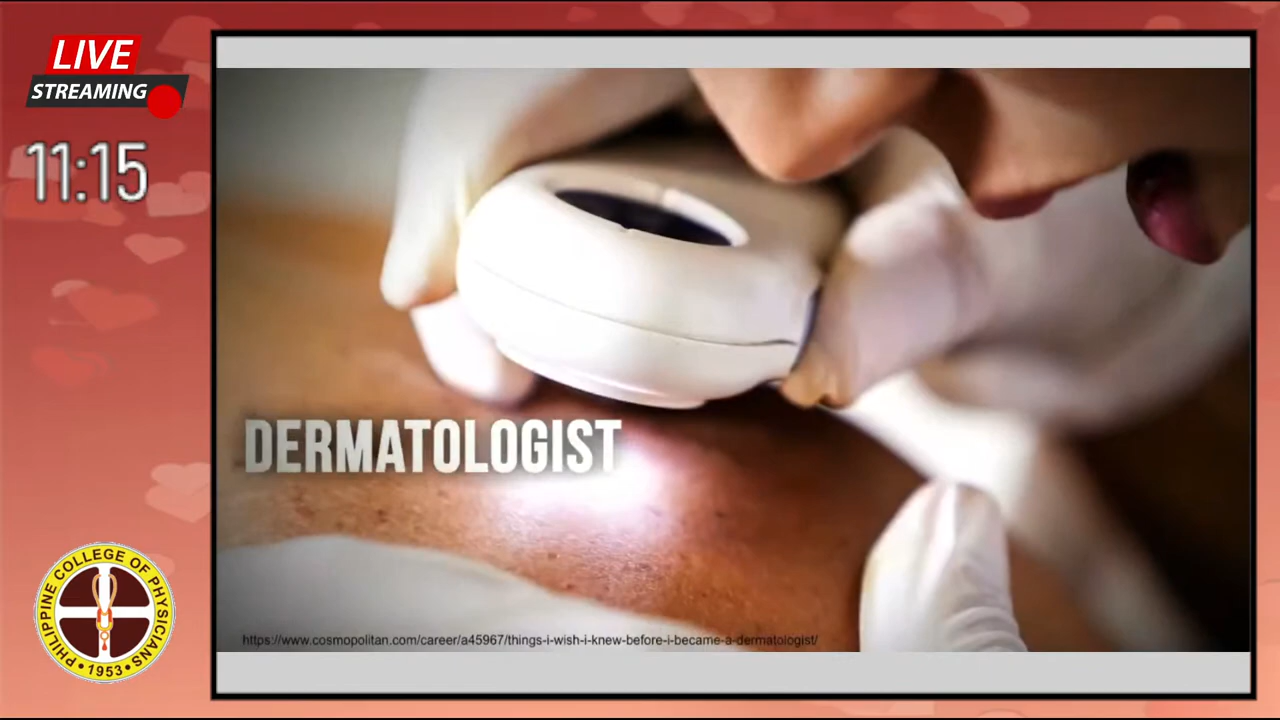 LIVE
STREAMING
11:15
DERMATOLOGIST
https://www.cosmopolitan.com/career/a45967/things-i-wish-i-knew-before-i-became-a-dermatologist/
PHILIPPINE COLLEGE OF PHYSICIANS
1953